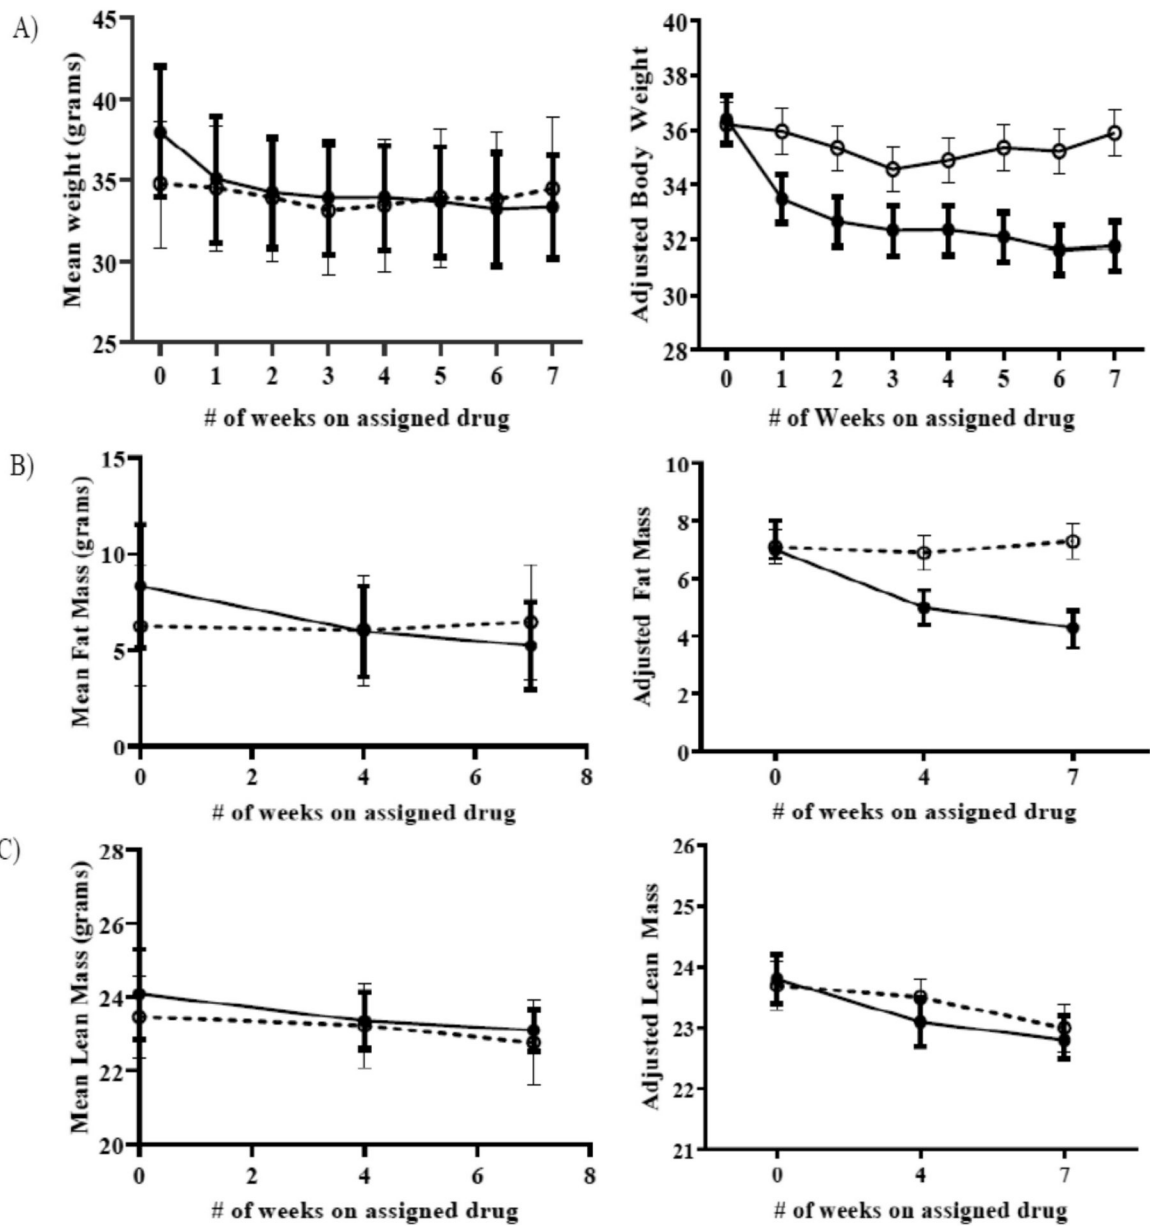 A)
Mean weight (grams)
45
40
35
30
25
0 1 2 3 4 5 6 7
# of weeks on assigned drug
Adjusted Body Weight
40
38
36
34
32
30
28
0 1 2 3 4 5 6 7
# of Weeks on assigned drug
B)
Mean Fat Mass (grams)
15
10
5
0
0 2 4 6 8
# of weeks on assigned drug
Adjusted Fat Mass
10
8
6
4
2
0
0 4 7
# of weeks on assigned drug
C)
Mean Lean Mass (grams)
28
26
24
22
20
0 2 4 6 8
# of weeks on assigned drug
Adjusted Lean Mass
26
25
24
23
22
21
0 4 7
# of weeks on assigned drug